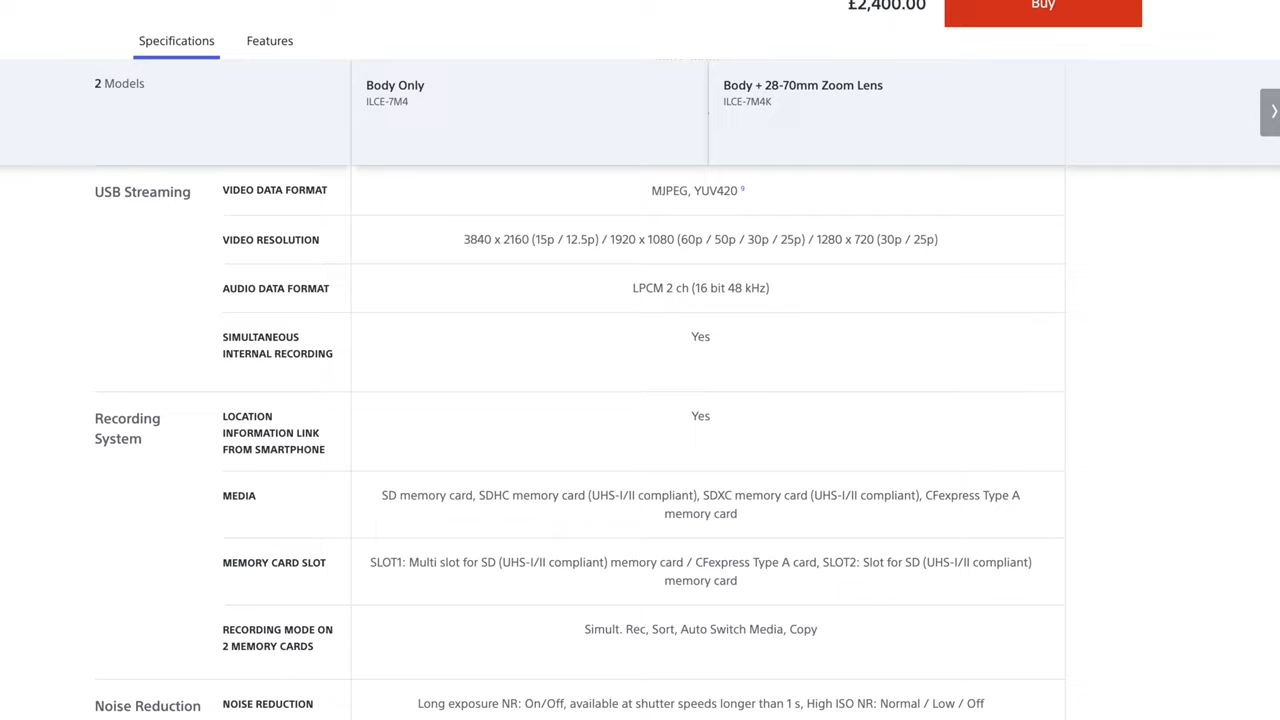 £2,400.00
Buy
Specifications
Features
2 Models
Body Only
ILCE-7M4
Body + 28-70mm Zoom Lens
ILCE-7M4K
USB Streaming
VIDEO DATA FORMAT
MJPEG, YUV420 9
VIDEO RESOLUTION
3840 x 2160 (15p / 12.5p) / 1920 x 1080 (60p / 50p / 30p / 25p) / 1280 x 720 (30p / 25p)
AUDIO DATA FORMAT
LPCM 2 ch (16 bit 48 kHz)
SIMULTANEOUS
INTERNAL RECORDING
Yes
Recording
System
LOCATION
INFORMATION LINK
FROM SMARTPHONE
Yes
MEDIA
SD memory card, SDHC memory card (UHS-I/II compliant), SDXC memory card (UHS-I/II compliant), CFexpress Type A
memory card
MEMORY CARD SLOT
SLOT1: Multi slot for SD (UHS-I/II compliant) memory card / CFexpress Type A card, SLOT2: Slot for SD (UHS-I/II compliant)
memory card
RECORDING MODE ON
2 MEMORY CARDS
Simult. Rec, Sort, Auto Switch Media, Copy
Noise Reduction
NOISE REDUCTION
Long exposure NR: On/Off, available at shutter speeds longer than 1 s, High ISO NR: Normal / Low / Off